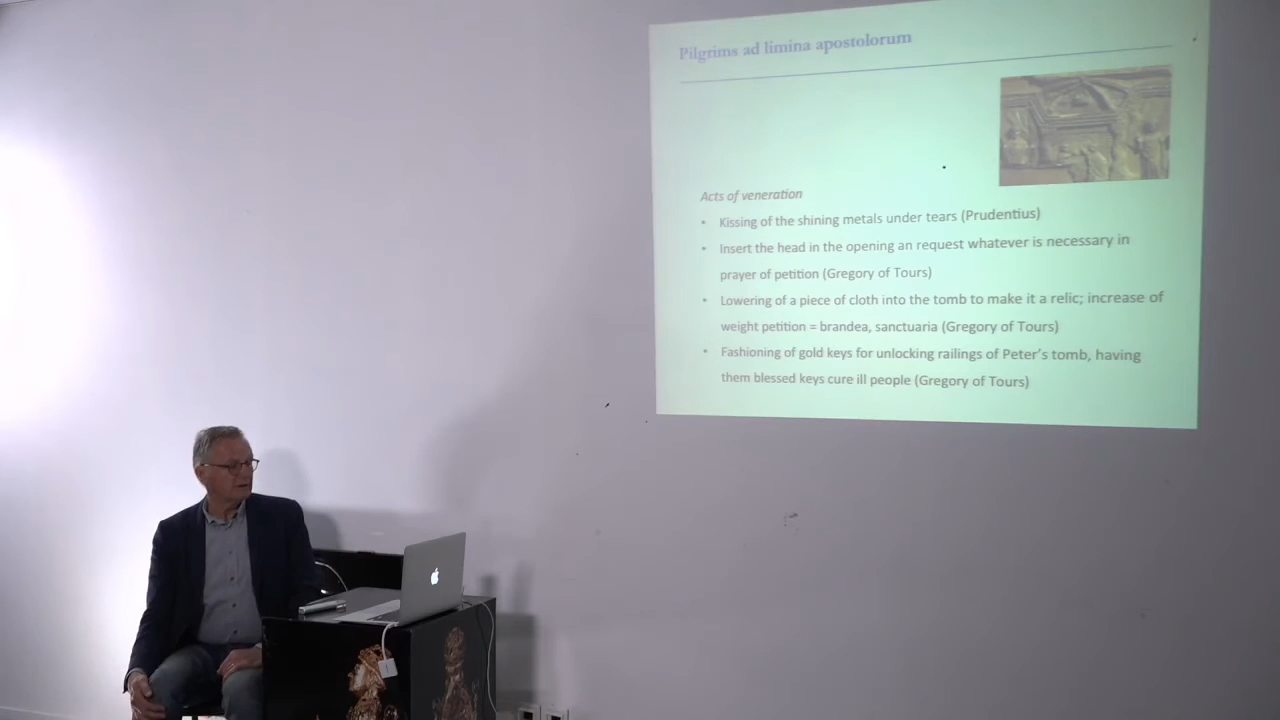 Pilgrims ad limina apostolorum
Acts of veneration
• Kissing of the shining metals under tears (Prudentius)
• Insert the head in the opening an request whatever is necessary in
prayer of petition (Gregory of Tours)
• Lowering of a piece of cloth into the tomb to make it a relic; increase of
weight petition = brandea, sanctuaria (Gregory of Tours)
• Fashioning of gold keys for unlocking railings of Peter's tomb, having
them blessed keys cure ill people (Gregory of Tours)